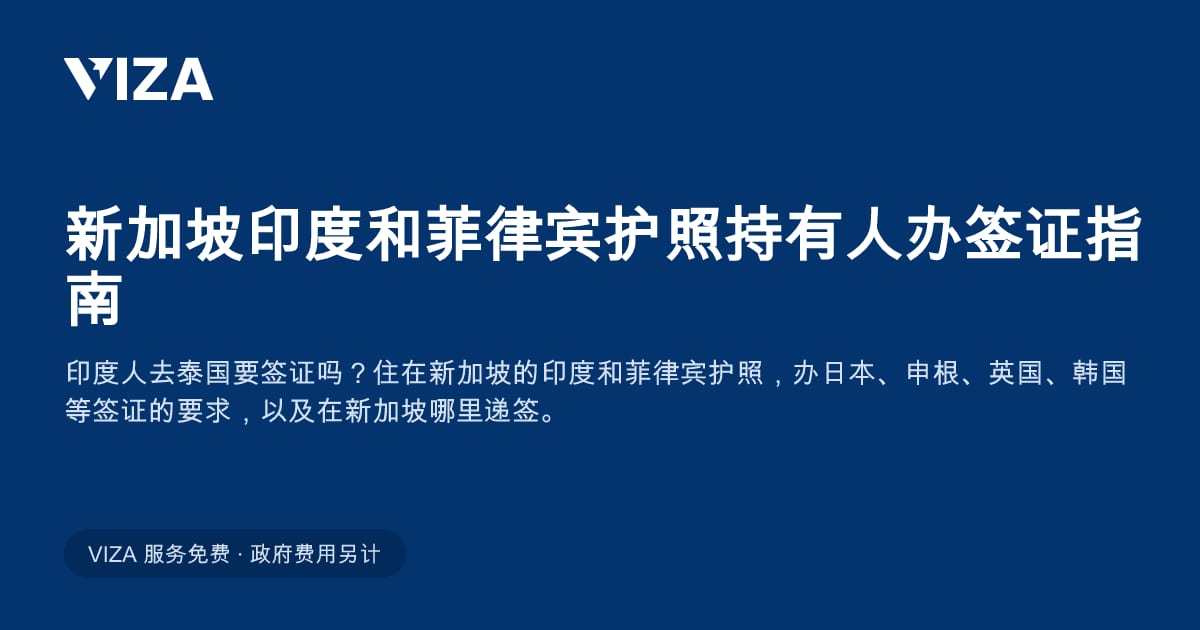 VIZA
新加坡印度和菲律宾护照持有人办签证指
南
印度人去泰国要签证吗？住在新加坡的印度和菲律宾护照，办日本、申根、英国、韩国
等签证的要求，以及在新加坡哪里递签。
VIZA 服务免费 · 政府费用另计